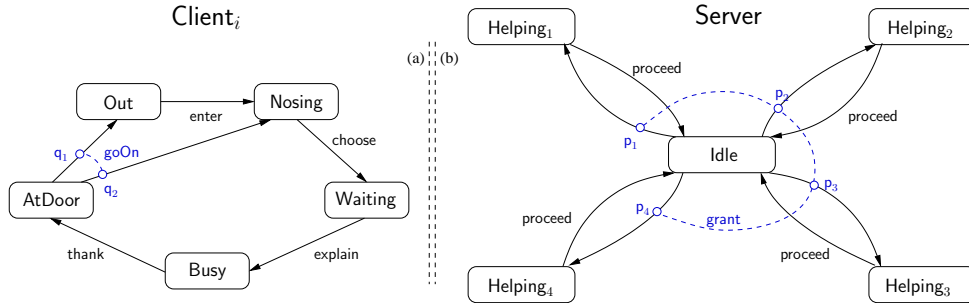 Client_i
(a) (b)
Server
Out
enter
Nosing
choose
q_1
goOn
q_2
AtDoor
Waiting
thank
explain
Busy
Helping_1
Helping_2
proceed
proceed
p_1
p_2
Idle
p_3
p_4
grant
proceed
proceed
Helping_4
Helping_3